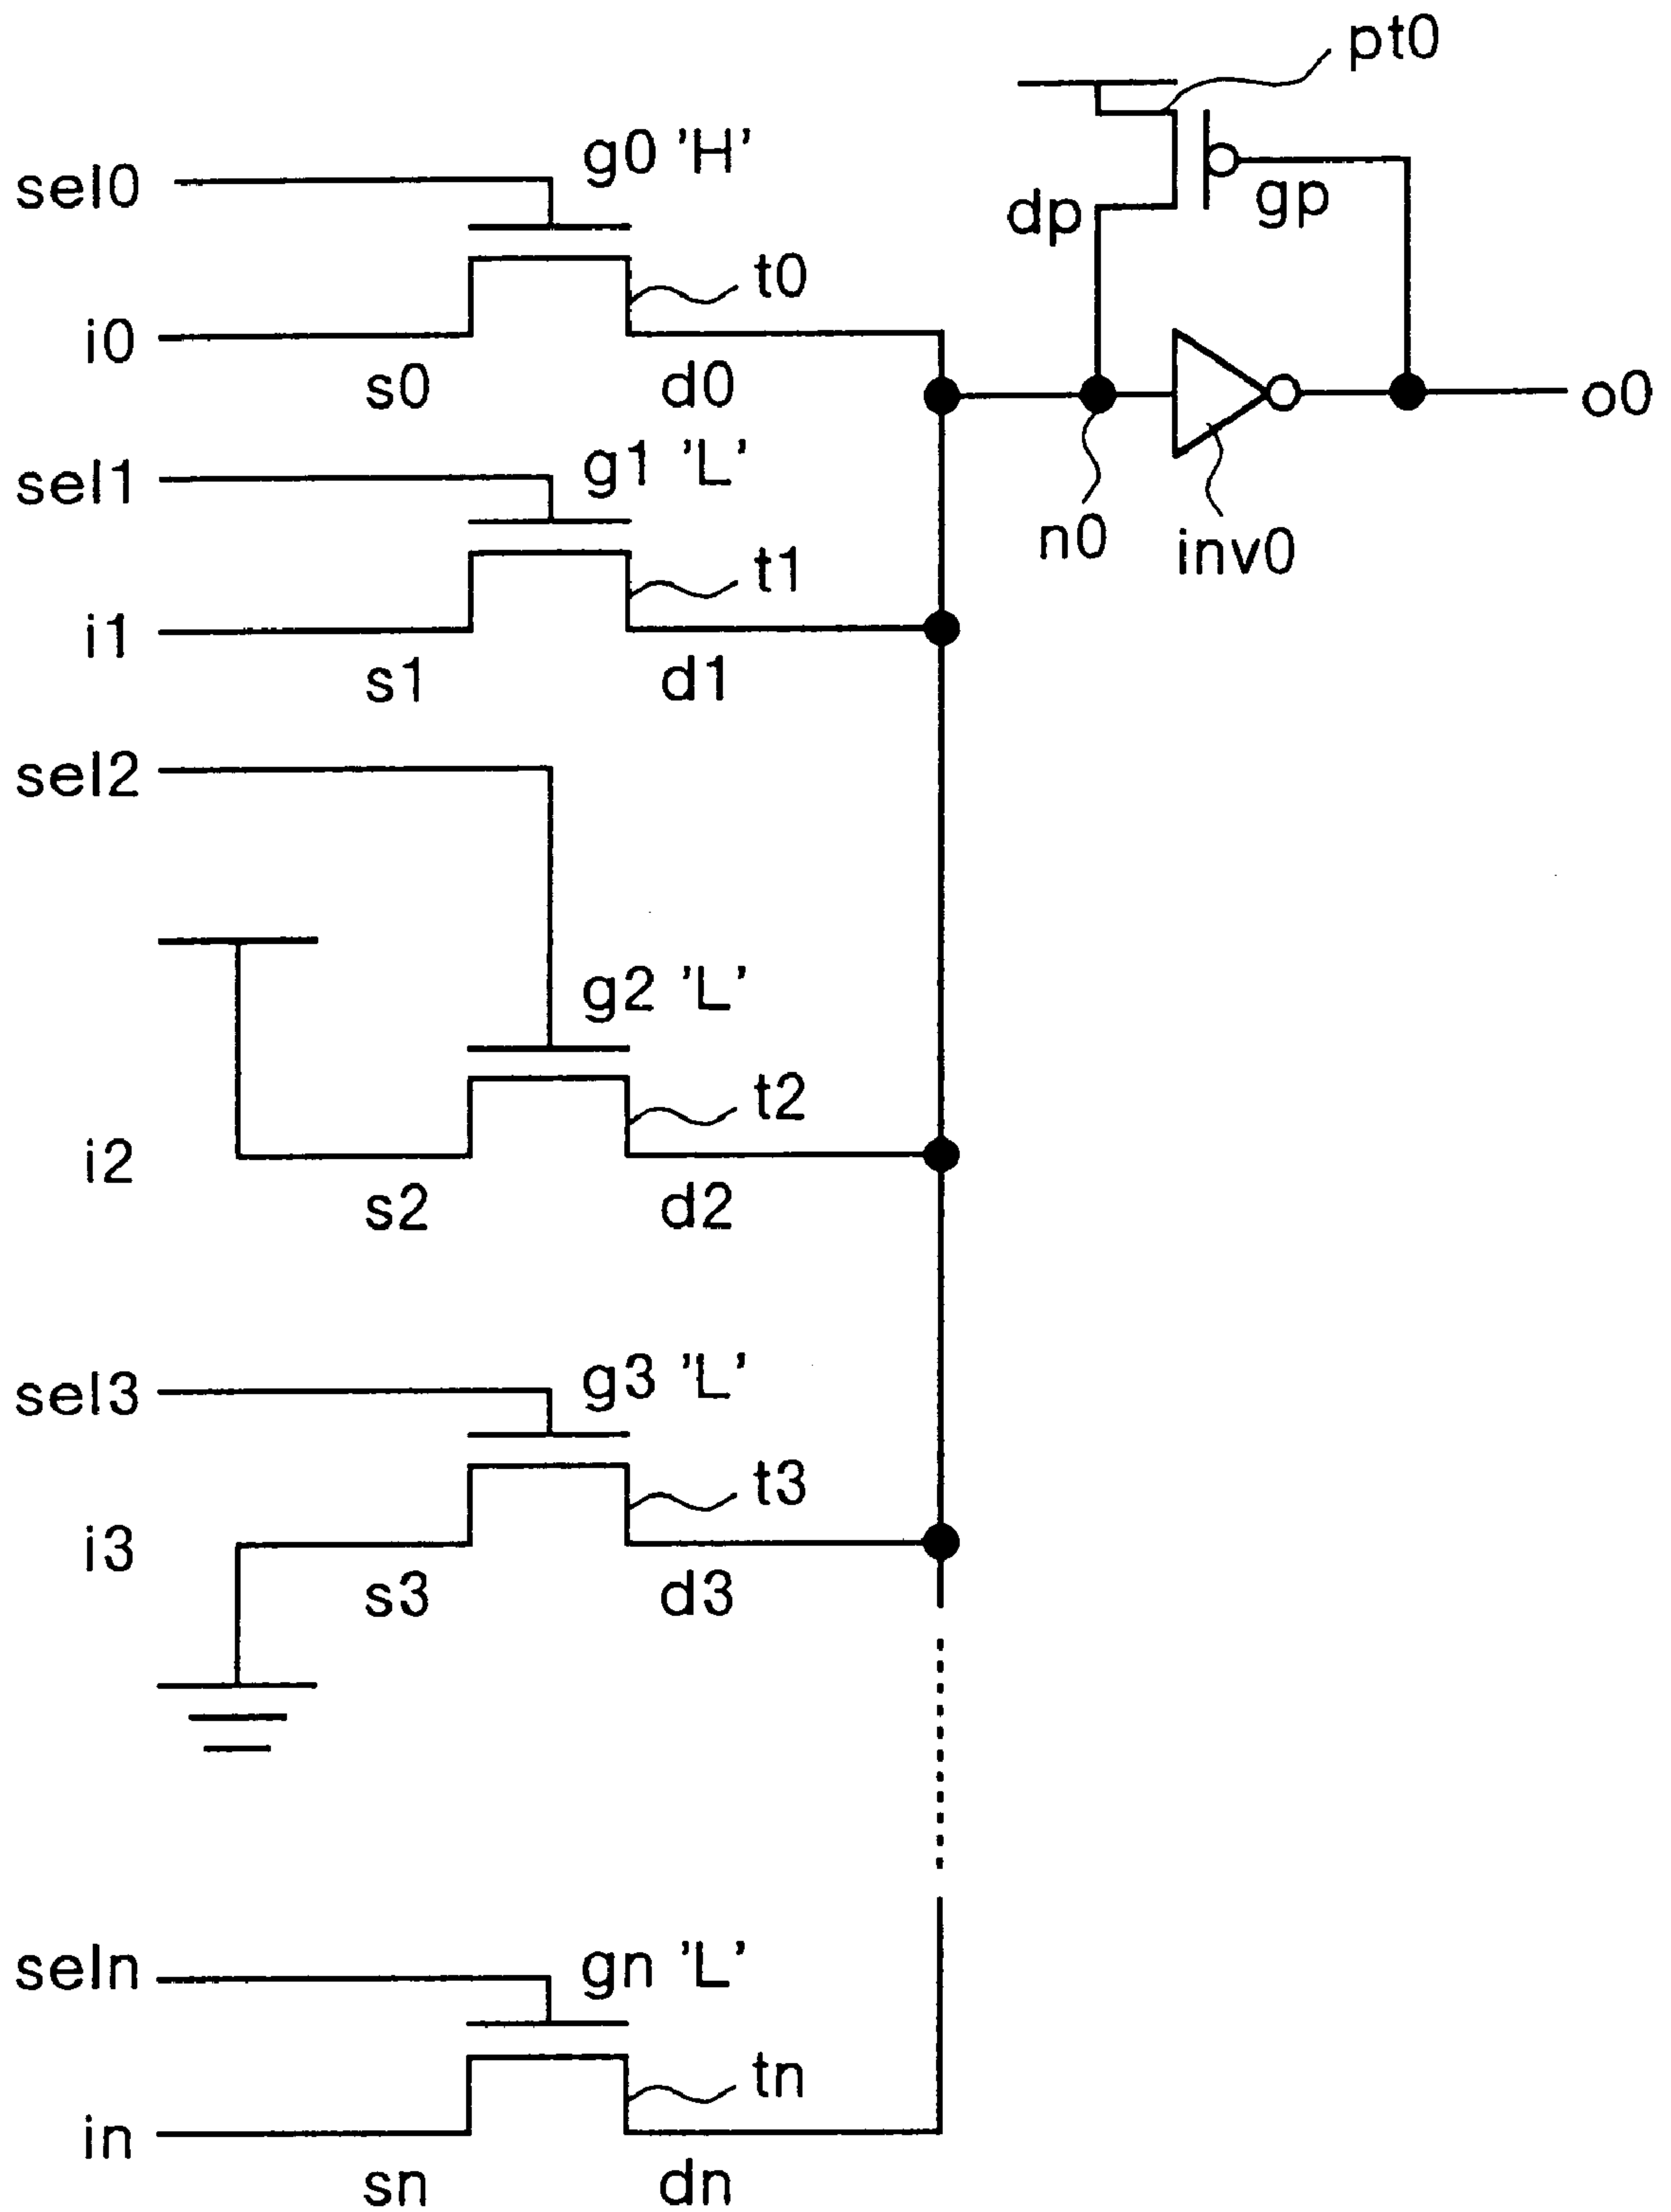 pt0
sel0
g0 'H'
gp
dp
t0
i0
s0
d0
o0
sel1
g1 'L'
n0
inv0
t1
i1
s1
d1
sel2
g2 'L'
t2
i2
s2
d2
sel3
g3 'L'
t3
i3
s3
d3
seln
gn 'L'
tn
in
sn
dn